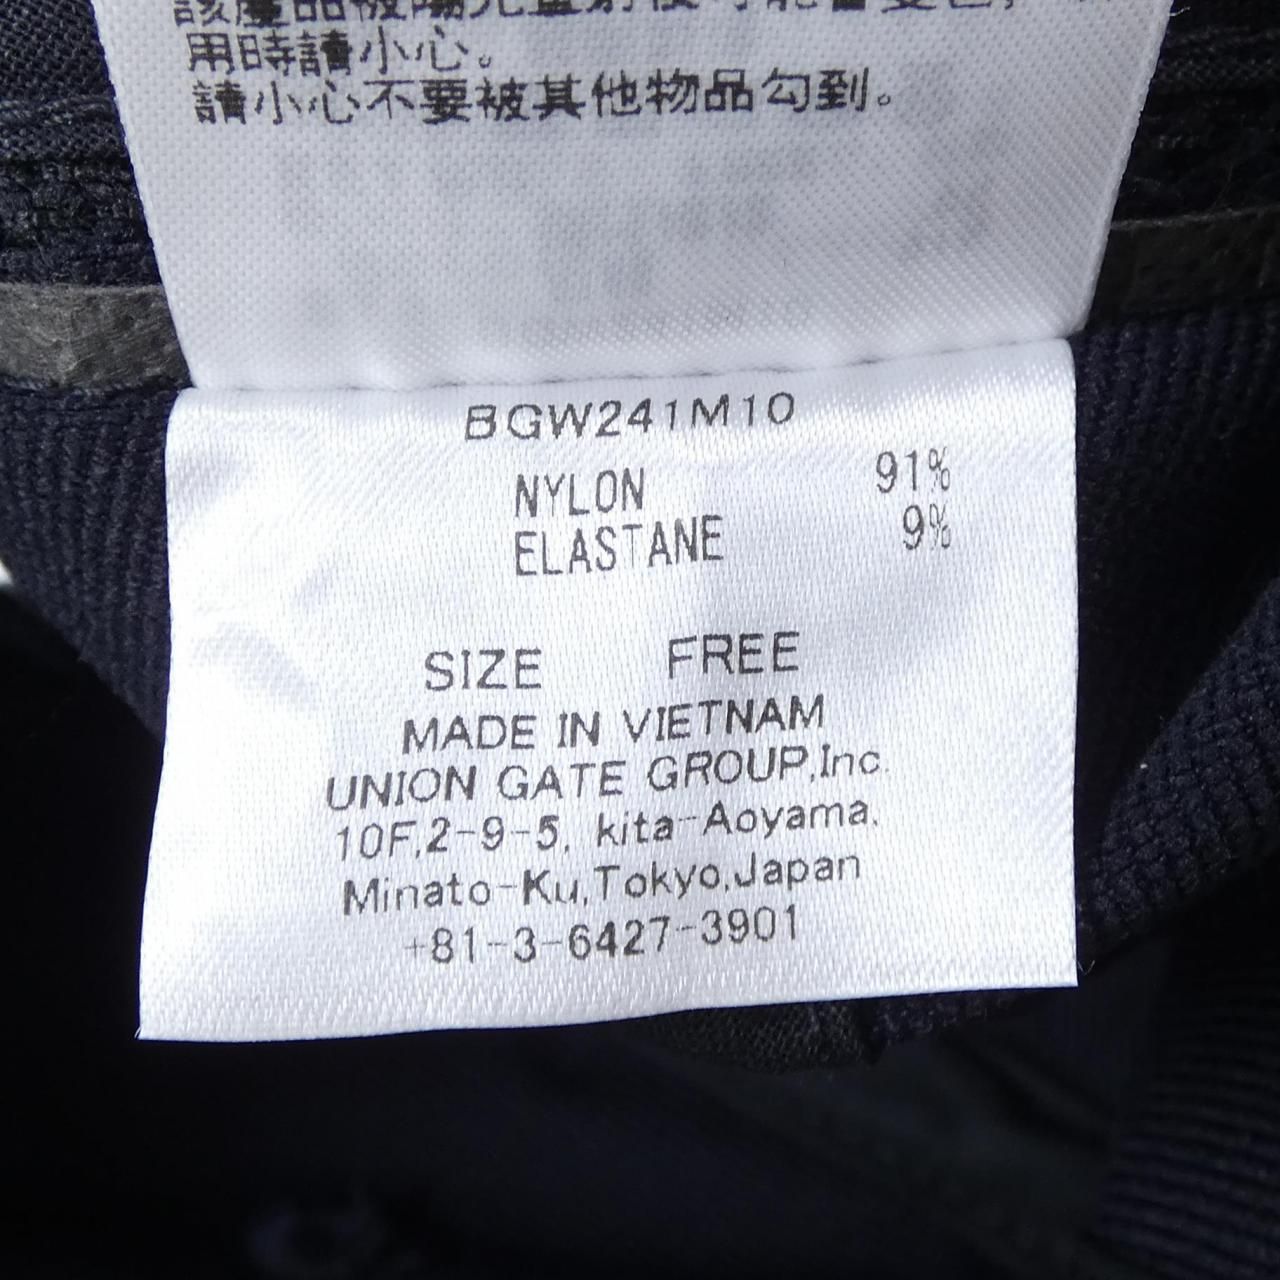 用時請小心。
請小心不要被其他物品勾到。
BGW241M10
NYLON 91%
ELASTANE 9%
SIZE FREE
MADE IN VIETNAM
UNION GATE GROUP,Inc.
10F,2-9-5, kita-Aoyama,
Minato-Ku,Tokyo,Japan
+81-3-6427-3901